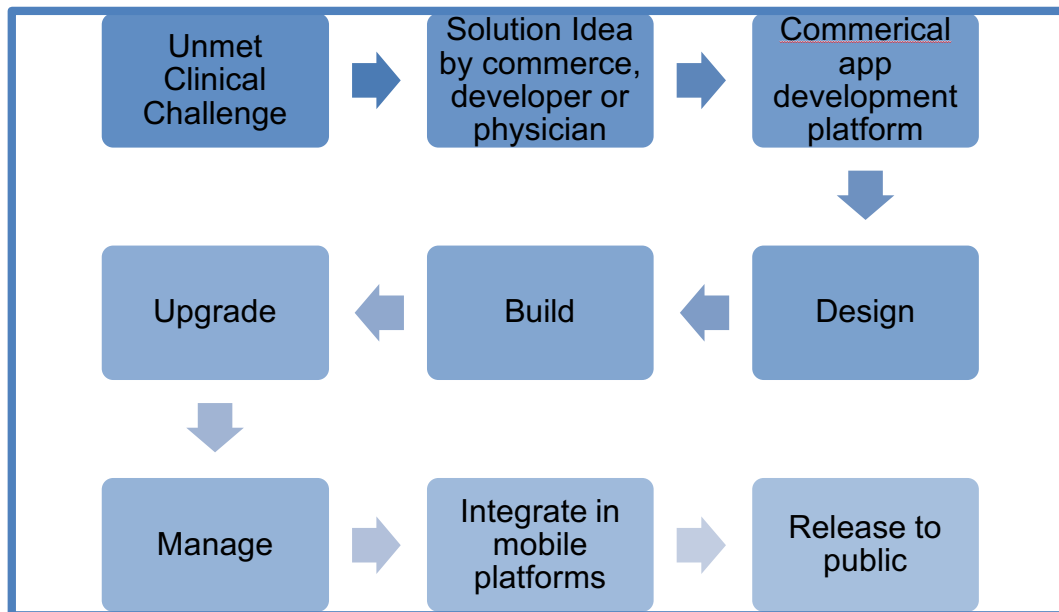 Unmet
Clinical
Challenge
Solution Idea
by commerce,
developer or
physician
Commerical
app
development
platform
Design
Build
Upgrade
Manage
Integrate in
mobile
platforms
Release to
public